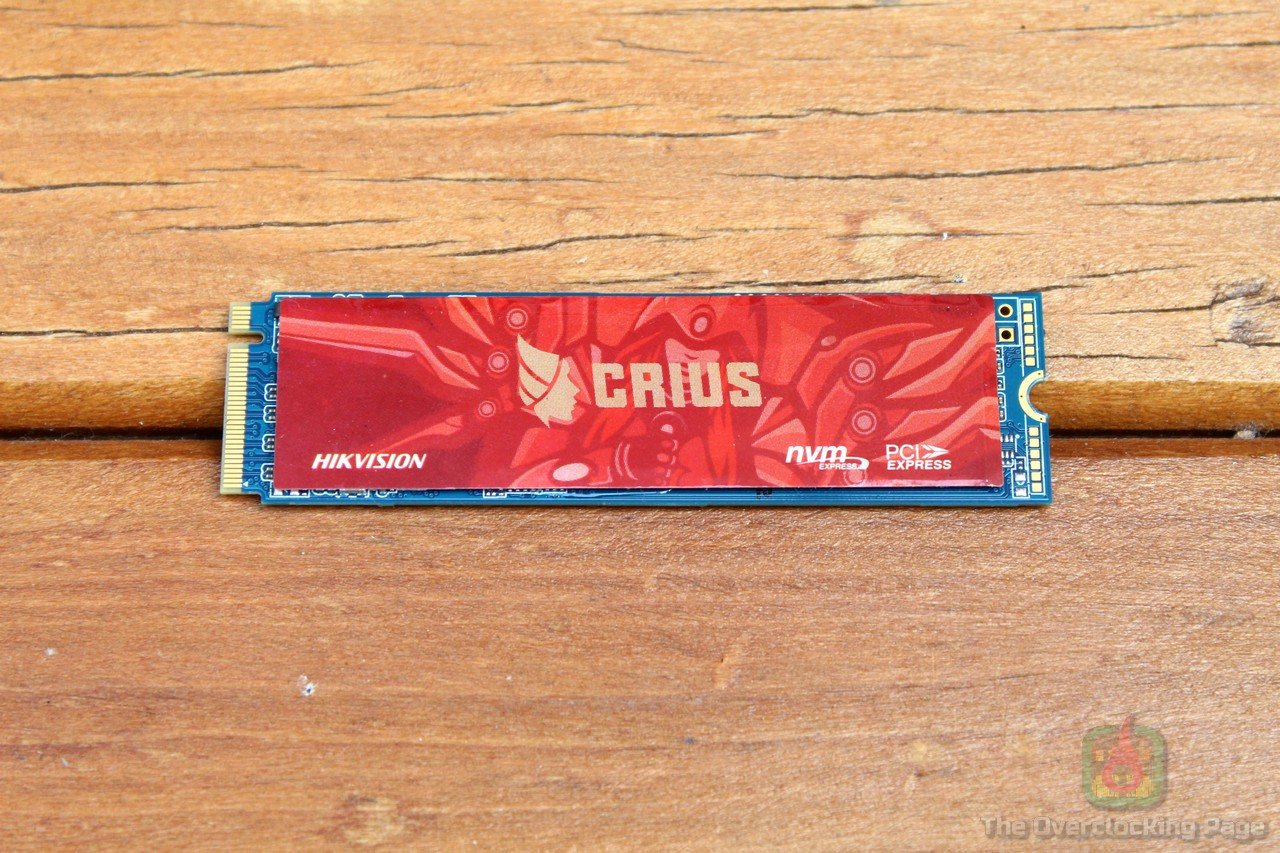 CRIUS
HIKVISION
nvm
EXPRESS
PCI
EXPRESS
The Overclocking Page